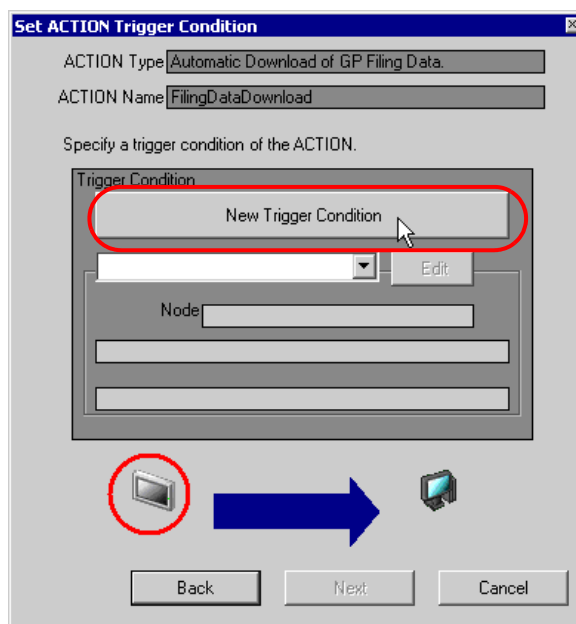 Set ACTION Trigger Condition
ACTION Type Automatic Download of GP Filing Data.
ACTION Name FilingDataDownload
Specify a trigger condition of the ACTION.
Trigger Condition
New Trigger Condition
Edit
Node
Back Next Cancel